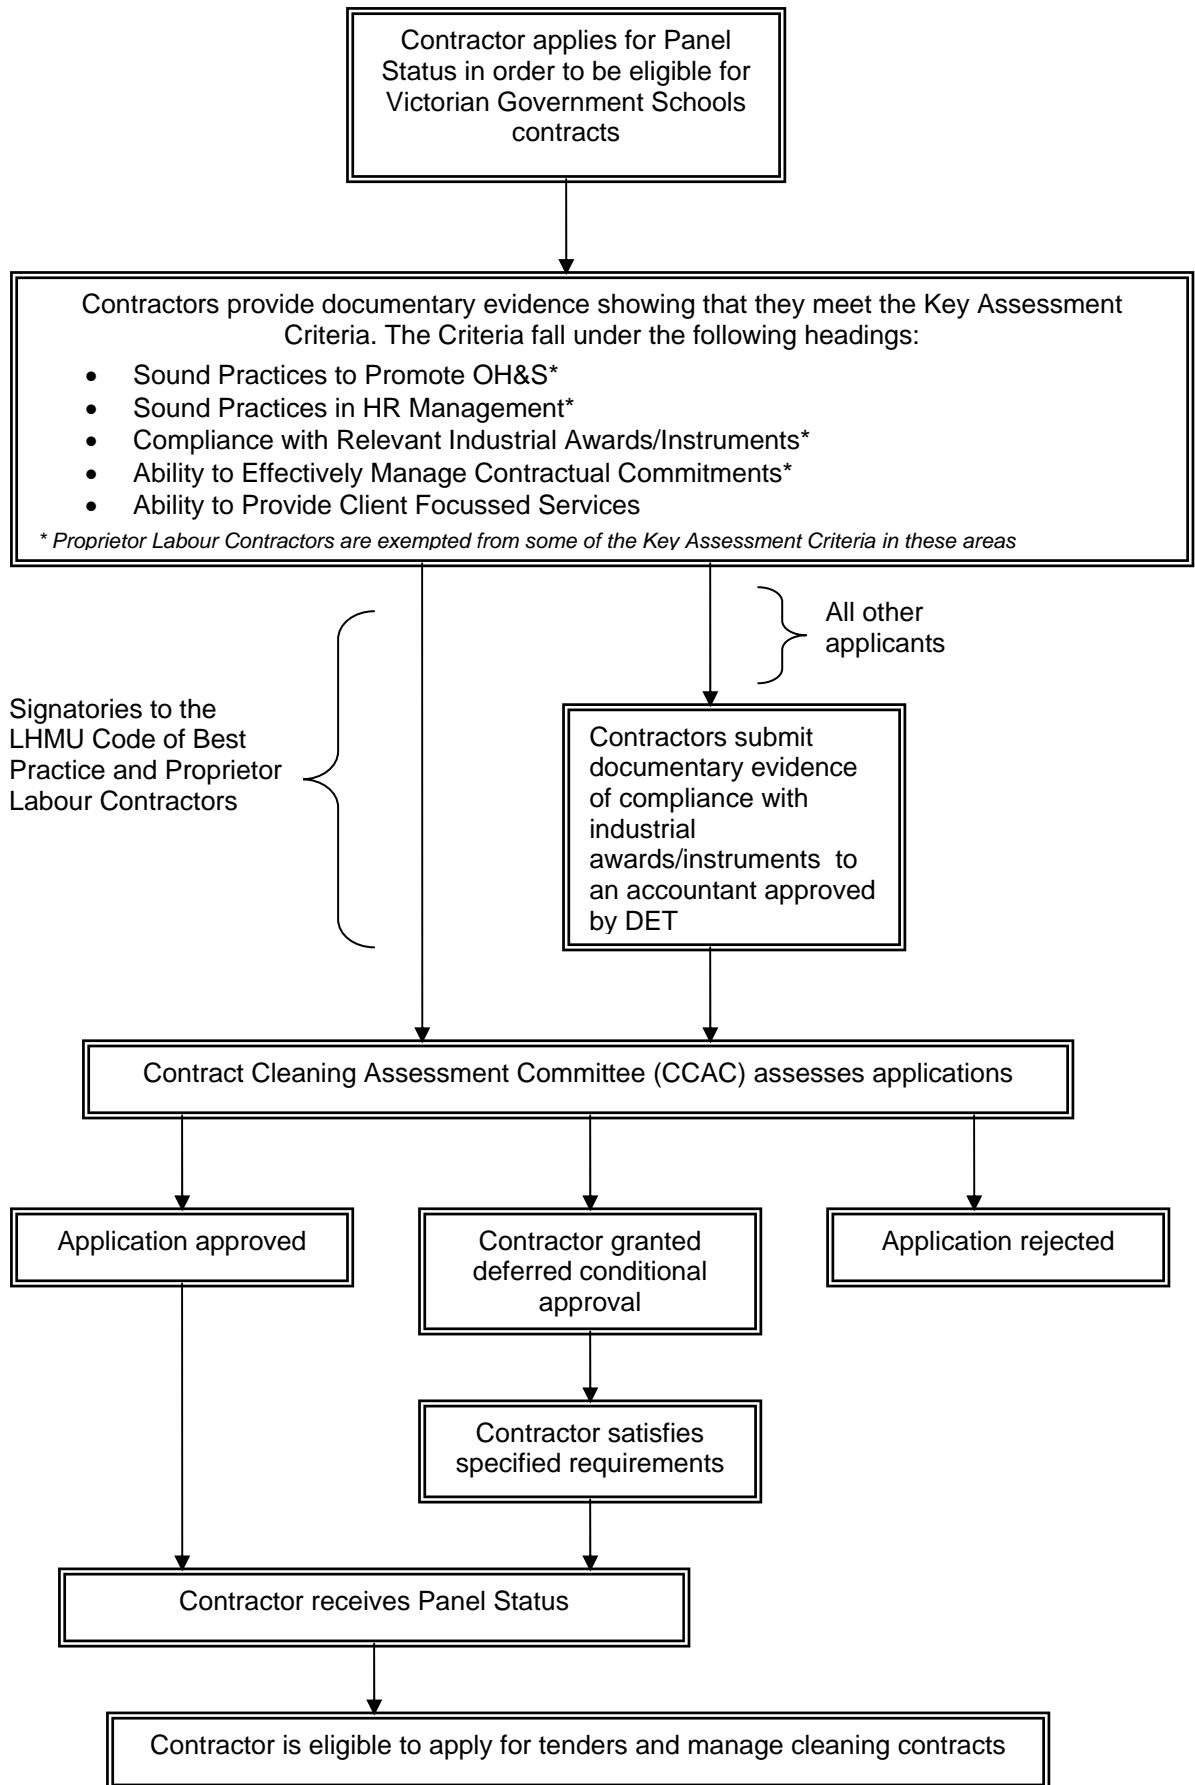 Contractor applies for Panel
Status in order to be eligible for
Victorian Government Schools
contracts
Contractors provide documentary evidence showing that they meet the Key Assessment
Criteria. The Criteria fall under the following headings:
• Sound Practices to Promote OH&S*
• Sound Practices in HR Management*
• Compliance with Relevant Industrial Awards/Instruments*
• Ability to Effectively Manage Contractual Commitments*
• Ability to Provide Client Focussed Services
* Proprietor Labour Contractors are exempted from some of the Key Assessment Criteria in these areas
All other
applicants
Signatories to the
LHMU Code of Best
Practice and Proprietor
Labour Contractors
Contractors submit
documentary evidence
of compliance with
industrial
awards/instruments to
an accountant approved
by DET
Contract Cleaning Assessment Committee (CCAC) assesses applications
Application approved
Contractor granted
deferred conditional
approval
Application rejected
Contractor satisfies
specified requirements
Contractor receives Panel Status
Contractor is eligible to apply for tenders and manage cleaning contracts